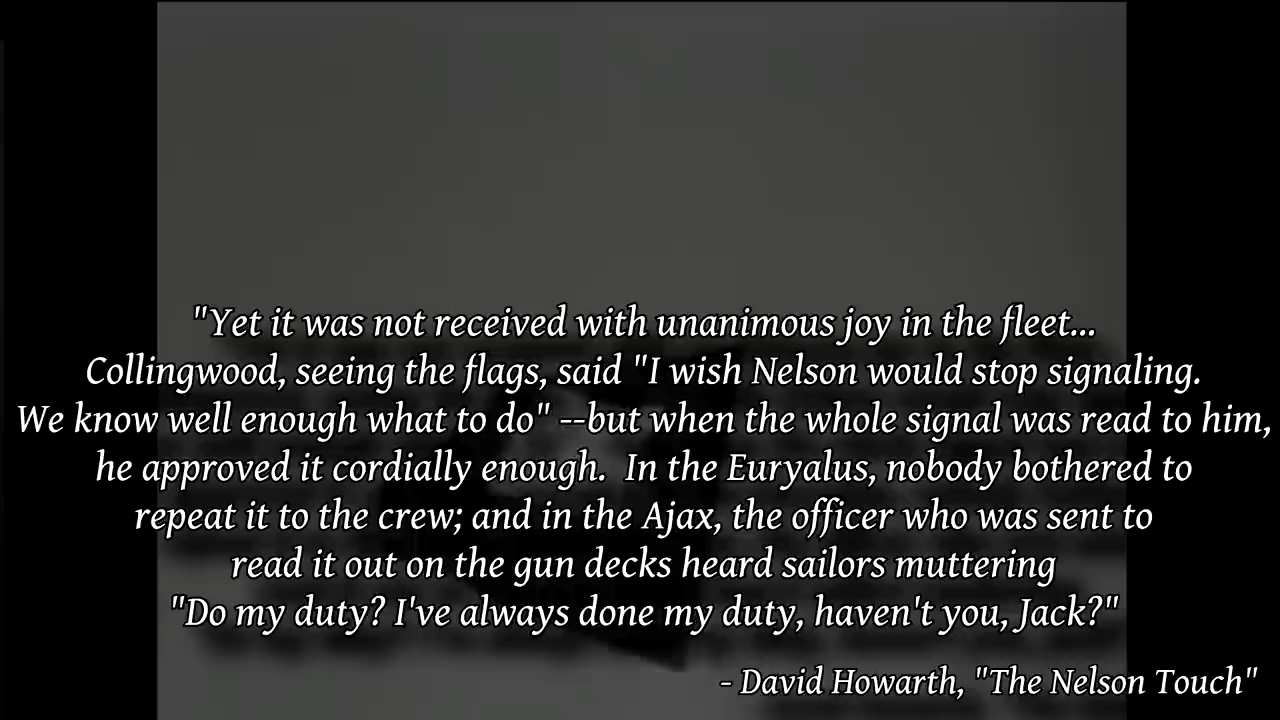 "Yet it was not received with unanimous joy in the fleet...
Collingwood, seeing the flags, said "I wish Nelson would stop signaling.
We know well enough what to do" --but when the whole signal was read to him,
he approved it cordially enough.  In the Euryalus, nobody bothered to
repeat it to the crew; and in the Ajax, the officer who was sent to
read it out on the gun decks heard sailors muttering
"Do my duty? I've always done my duty, haven't you, Jack?"
- David Howarth, "The Nelson Touch"